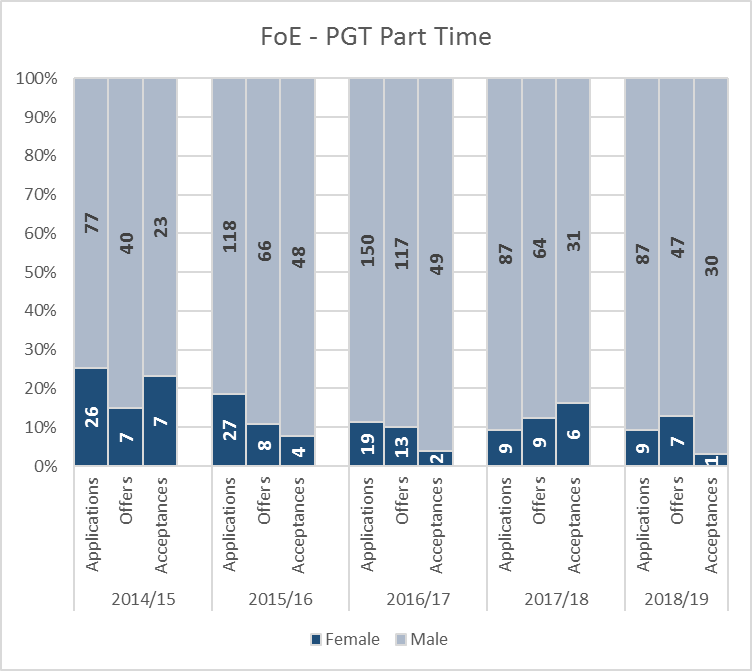 FoE - PGT Part Time
100%
90%
80%
70%
60%
50%
40%
30%
20%
10%
0%
77 40 23 118 66 48 150 117 49 87 64 31 87 47 30
26 7 7 27 8 4 19 13 2 9 9 6 9 7 1
Applications Offers Acceptances Applications Offers Acceptances Applications Offers Acceptances Applications Offers Acceptances Applications Offers Acceptances
2014/15 2015/16 2016/17 2017/18 2018/19
Female Male